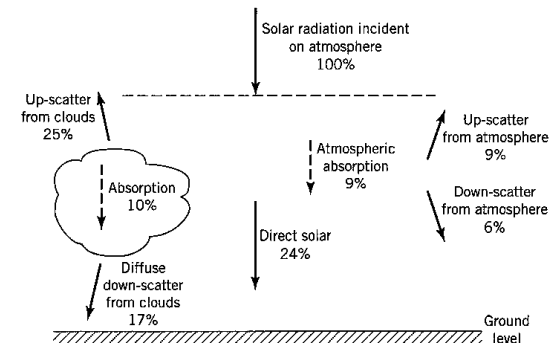 Solar radiation incident
on atmosphere
100%
Up-scatter
from clouds
25%
Up-scatter
from atmosphere
9%
Atmospheric
absorption
9%
Absorption
10%
Down-scatter
from atmosphere
6%
Direct solar
24%
Diffuse
down-scatter
from clouds
17%
Ground
level